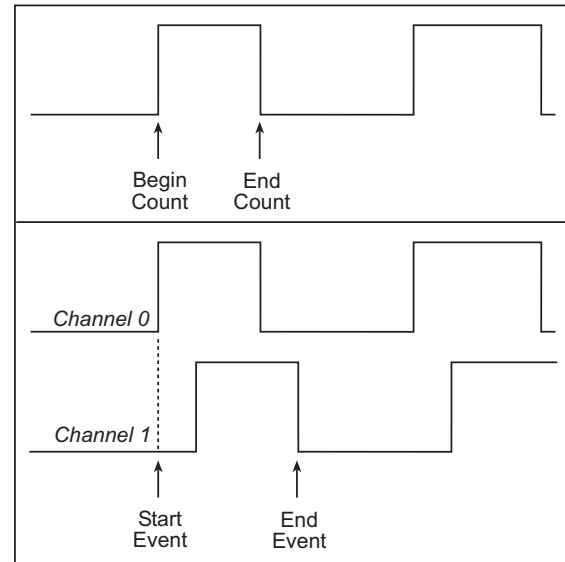 Begin
Count
End
Count
Channel 0
Channel 1
Start
Event
End
Event